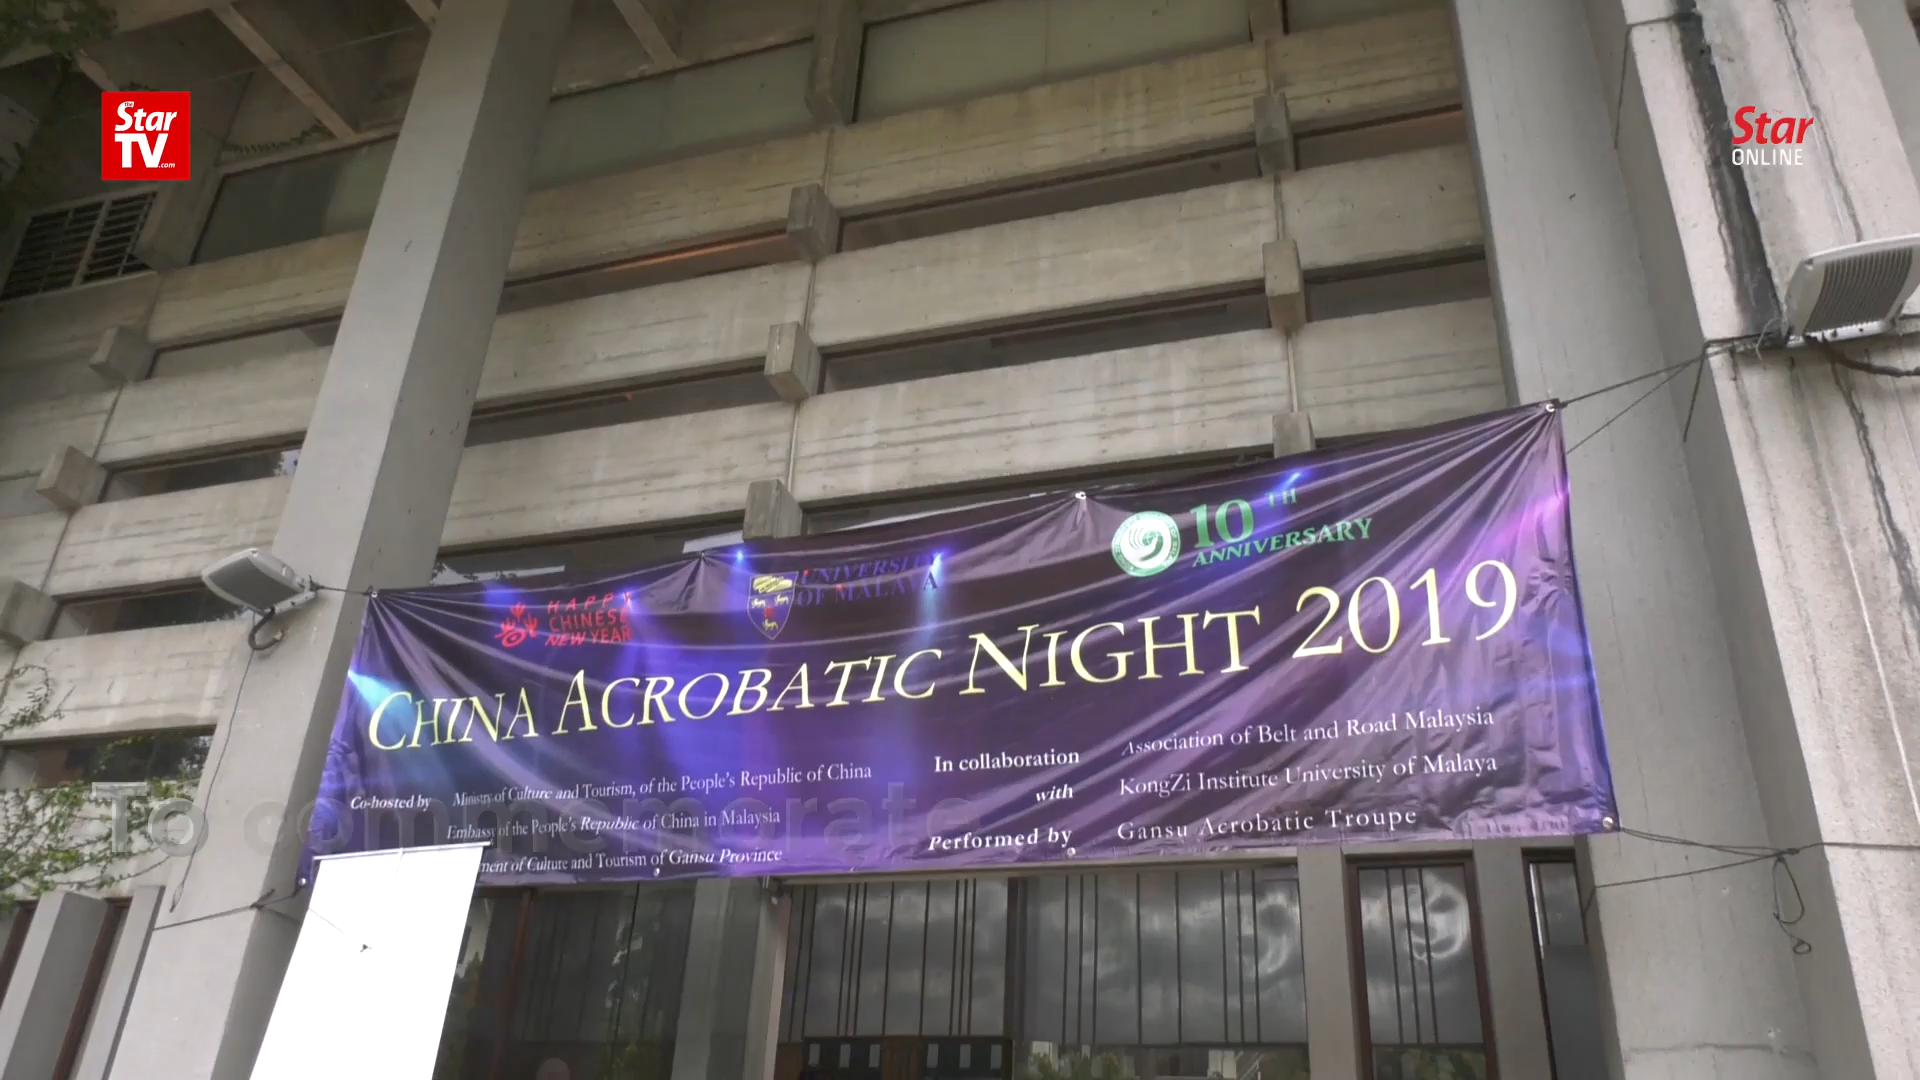 The
Star
TV
.com
Star
ONLINE
HAPPY
CHINESE
NEW YEAR
UNIVERSITY
OF MALAYA
10TH
ANNIVERSARY
CHINA ACROBATIC NIGHT 2019
Co-hosted by Ministry of Culture and Tourism, of the People's Republic of China
Embassy of the People's Republic of China in Malaysia
ment of Culture and Tourism of Gansu Province
In collaboration
with
Association of Belt and Road Malaysia
KongZi Institute University of Malaya
Performed by Gansu Acrobatic Troupe
To commemorate